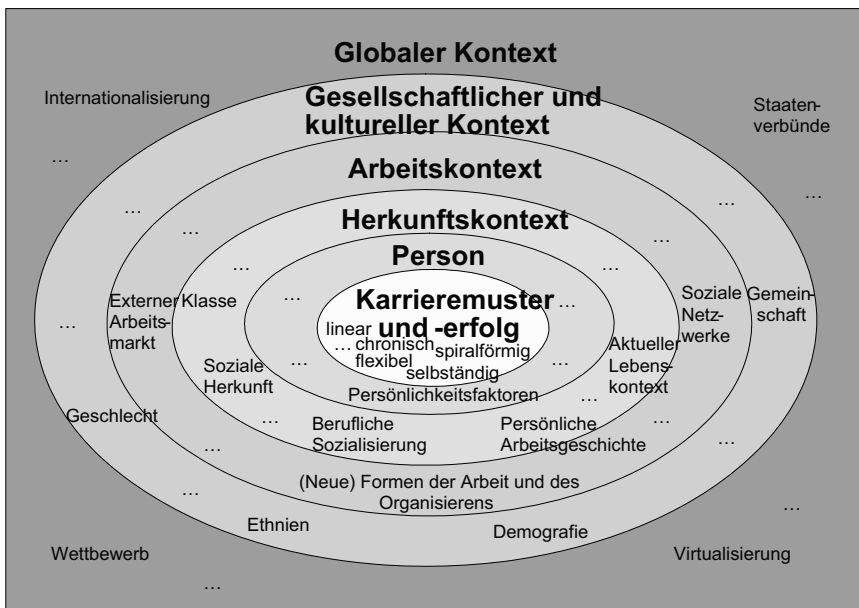 Globaler Kontext
Internationalisierung
Staaten-
verbünde
…
…
Gesellschaftlicher und
kultureller Kontext
…
…
Arbeitskontext
…
…
Herkunftskontext
…
…
Person
…
…
Karrieremuster
und -erfolg
linear
… chronisch
flexibel
spiralförmig
selbständig
Externer
Arbeits-
markt
Klasse
Soziale
Netz-
werke
Gemein-
schaft
…
Soziale
Herkunft
…
…
Aktueller
Lebens-
kontext
Persönlichkeitsfaktoren
…
Geschlecht
…
Berufliche
Sozialisierung
Persönliche
Arbeitsgeschichte
…
…
…
(Neue) Formen der Arbeit und des
Organisierens
…
…
Ethnien
Demografie
Wettbewerb
Virtualisierung
…